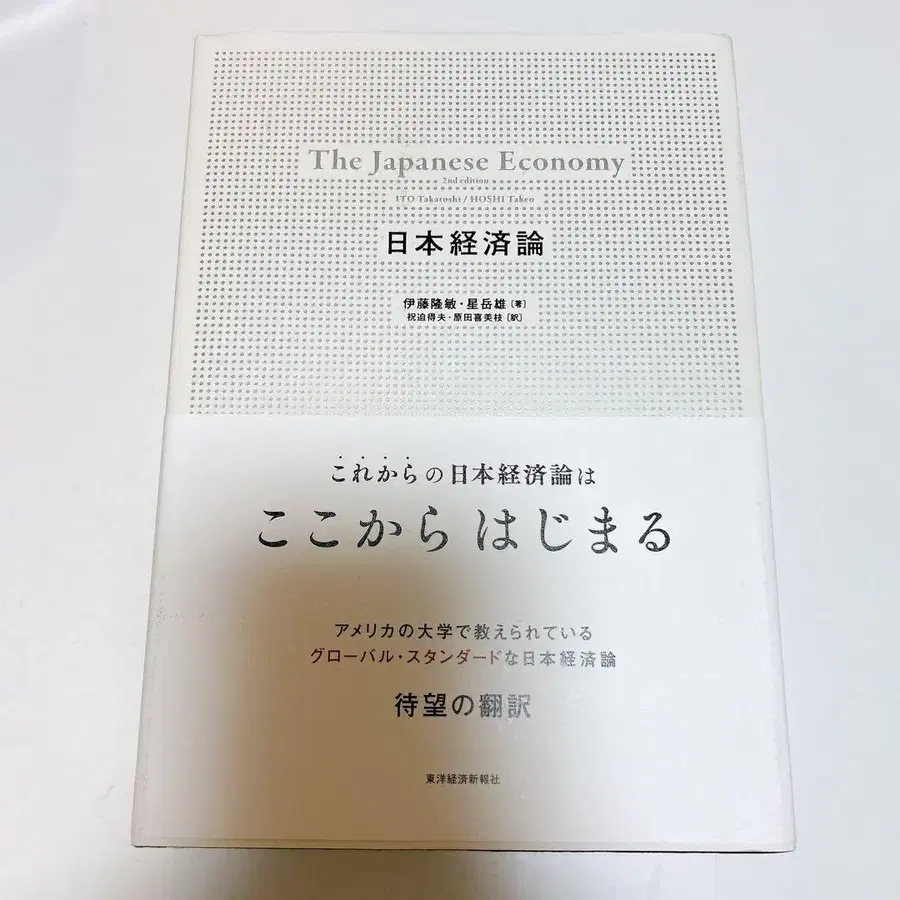 The Japanese Economy
2nd edition
ITO Takatoshi / HOSHI Takeo
日本経済論
伊藤隆敏・星岳雄［著］
祝迫得夫・原田喜美枝［訳］
これからの日本経済論は
ここから はじまる
アメリカの大学で教えられている
グローバル・スタンダードな日本経済論
待望の翻訳
東洋経済新報社